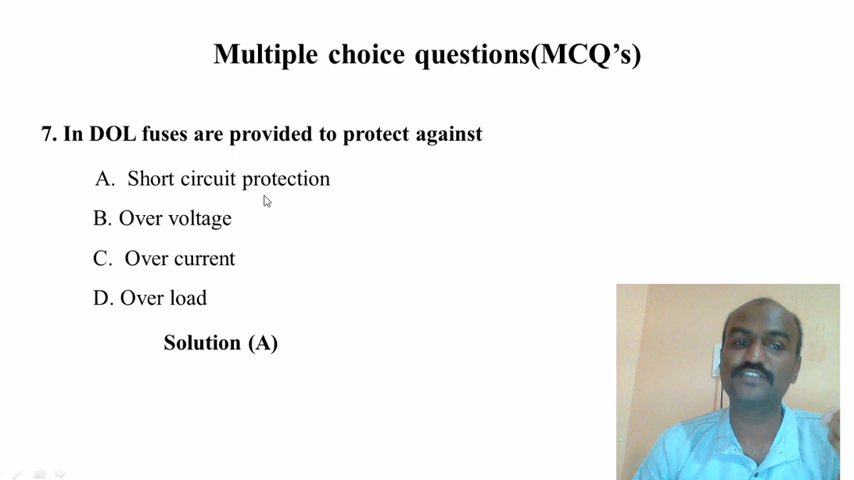 Multiple choice questions(MCQ’s)
7. In DOL fuses are provided to protect against
A. Short circuit protection
B. Over voltage
C. Over current
D. Over load
Solution (A)